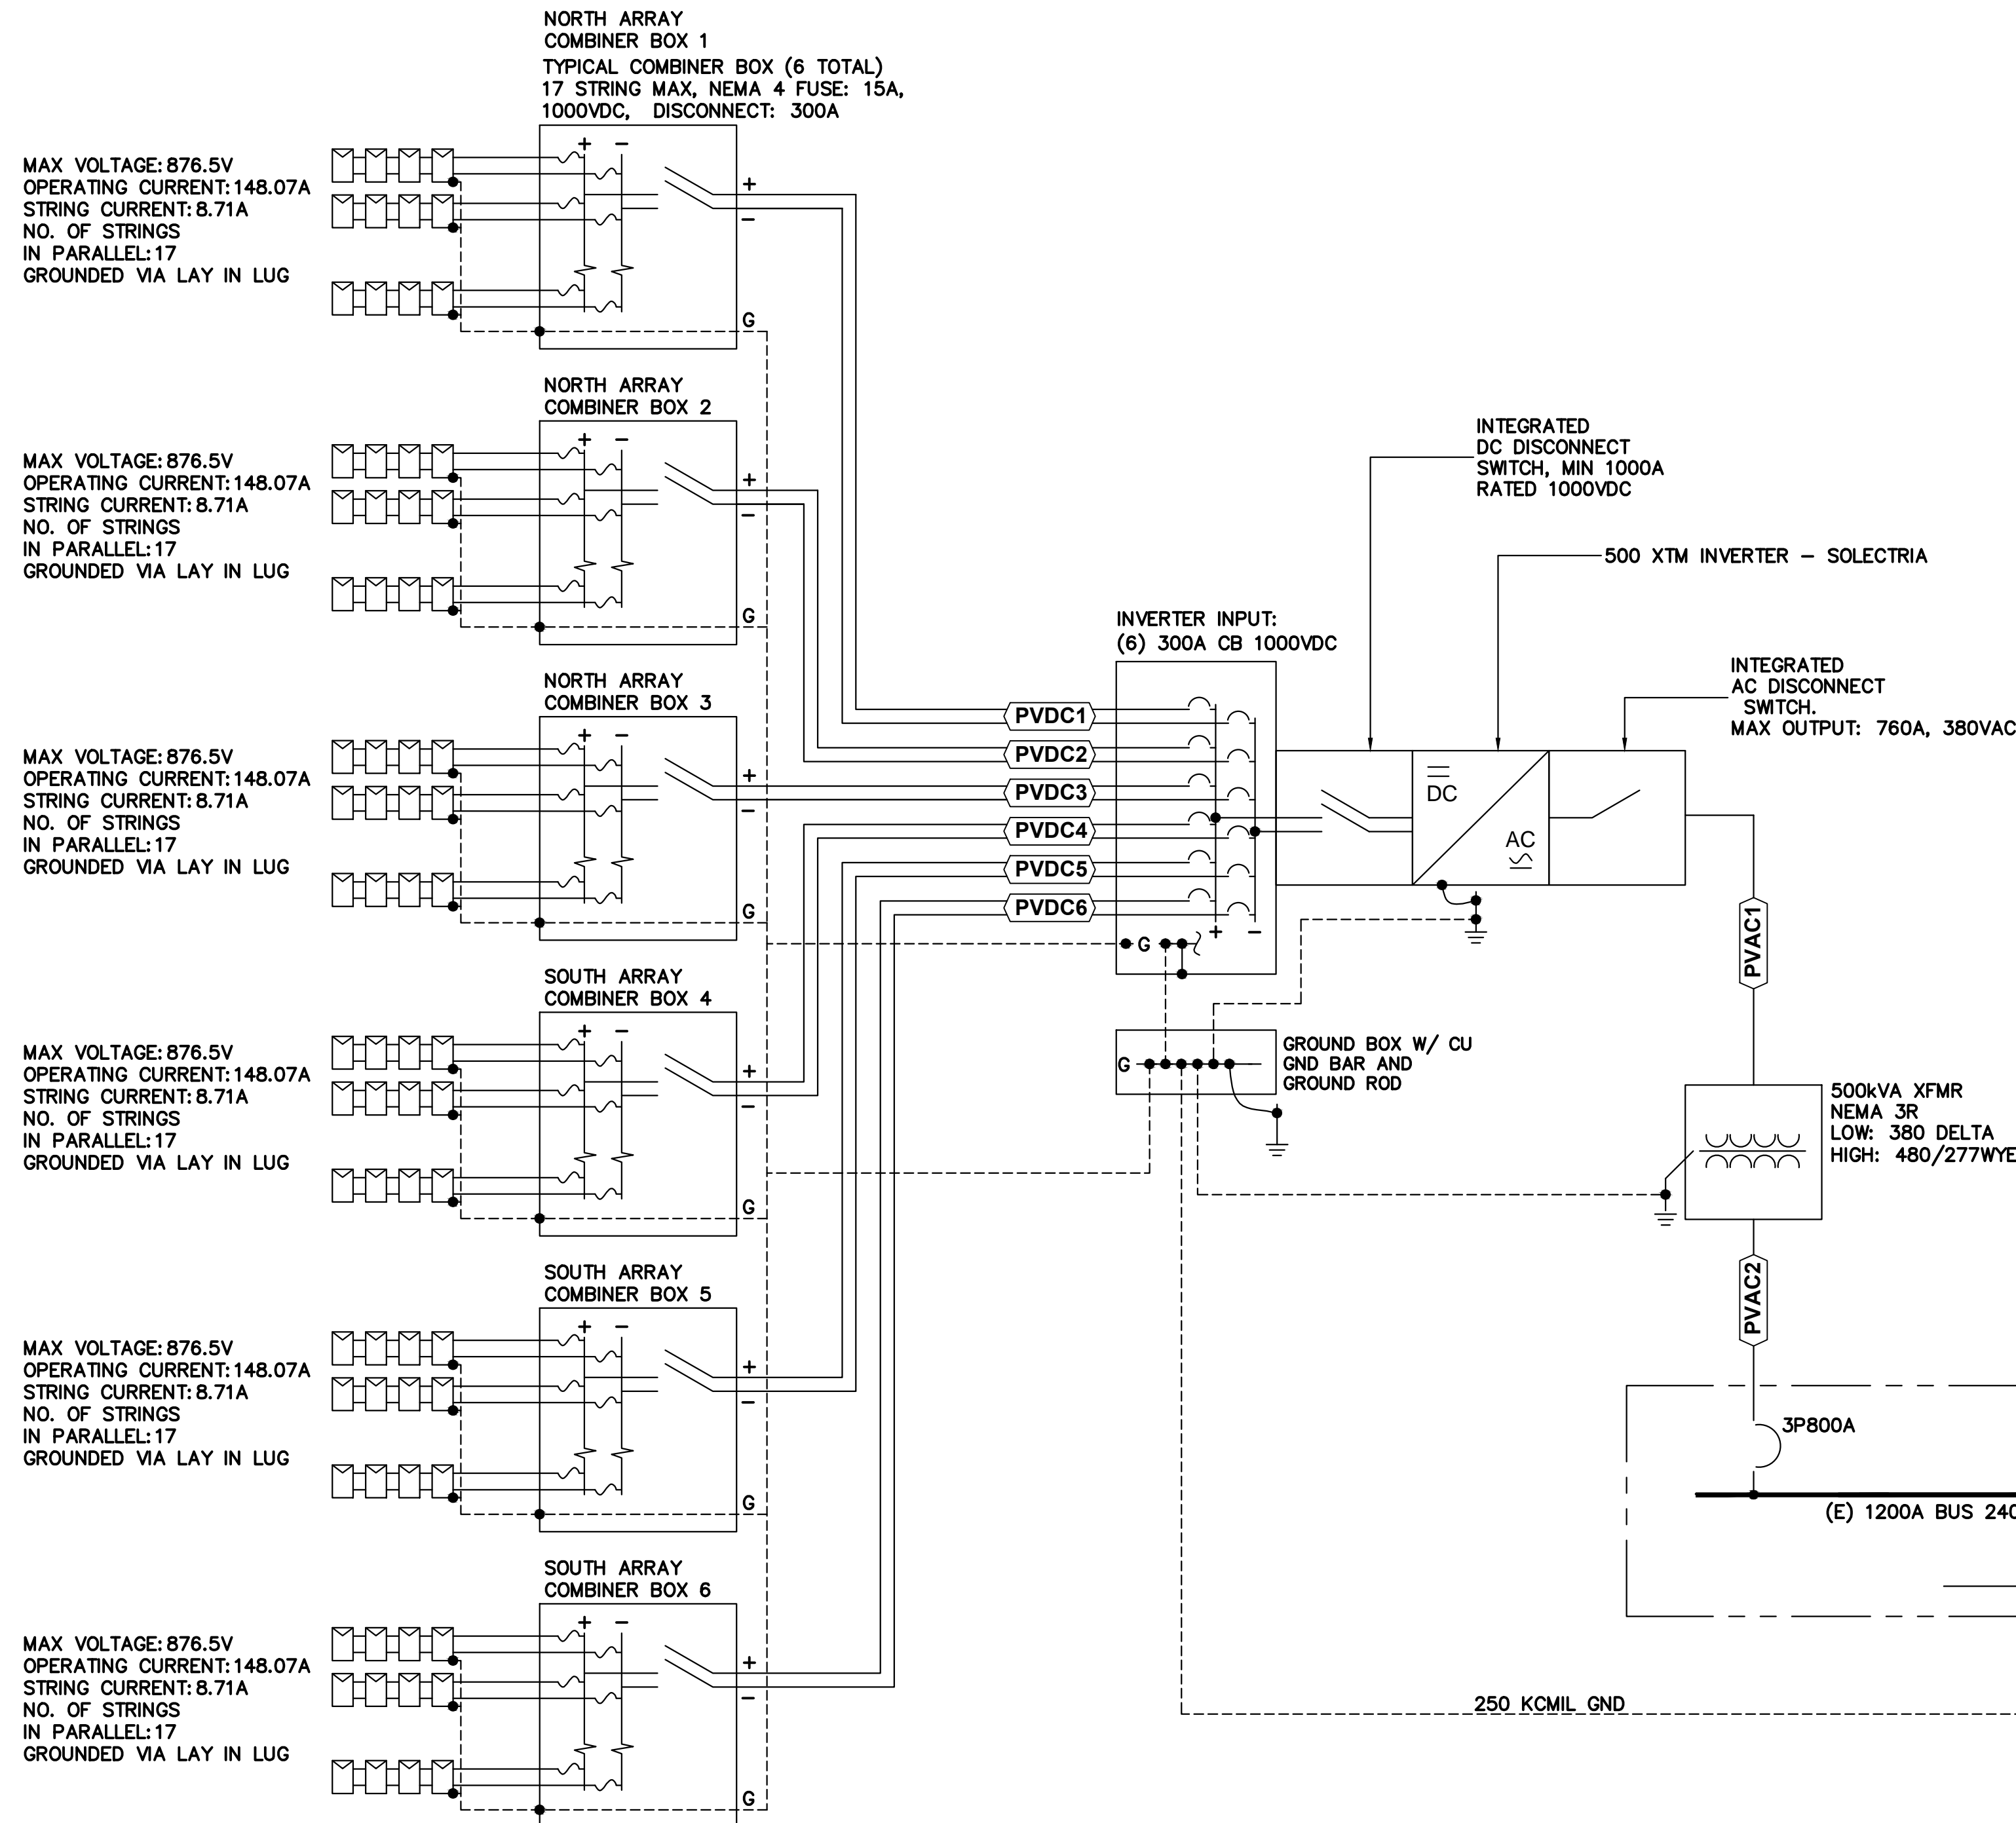 NORTH ARRAY
COMBINER BOX 1
TYPICAL COMBINER BOX (6 TOTAL)
17 STRING MAX, NEMA 4 FUSE: 15A,
1000VDC, DISCONNECT: 300A
MAX VOLTAGE: 876.5V
OPERATING CURRENT: 148.07A
STRING CURRENT: 8.71A
NO. OF STRINGS
IN PARALLEL: 17
GROUNDED VIA LAY IN LUG
+ –
+
–
G
NORTH ARRAY
COMBINER BOX 2
MAX VOLTAGE: 876.5V
OPERATING CURRENT: 148.07A
STRING CURRENT: 8.71A
NO. OF STRINGS
IN PARALLEL: 17
GROUNDED VIA LAY IN LUG
+ –
+
–
G
NORTH ARRAY
COMBINER BOX 3
MAX VOLTAGE: 876.5V
OPERATING CURRENT: 148.07A
STRING CURRENT: 8.71A
NO. OF STRINGS
IN PARALLEL: 17
GROUNDED VIA LAY IN LUG
+ –
+
–
G
SOUTH ARRAY
COMBINER BOX 4
MAX VOLTAGE: 876.5V
OPERATING CURRENT: 148.07A
STRING CURRENT: 8.71A
NO. OF STRINGS
IN PARALLEL: 17
GROUNDED VIA LAY IN LUG
+ –
+
–
G
SOUTH ARRAY
COMBINER BOX 5
MAX VOLTAGE: 876.5V
OPERATING CURRENT: 148.07A
STRING CURRENT: 8.71A
NO. OF STRINGS
IN PARALLEL: 17
GROUNDED VIA LAY IN LUG
+ –
+
–
G
SOUTH ARRAY
COMBINER BOX 6
MAX VOLTAGE: 876.5V
OPERATING CURRENT: 148.07A
STRING CURRENT: 8.71A
NO. OF STRINGS
IN PARALLEL: 17
GROUNDED VIA LAY IN LUG
+ –
+
–
G
INVERTER INPUT:
(6) 300A CB 1000VDC
PVDC1
PVDC2
PVDC3
PVDC4
PVDC5
PVDC6
+ –
G
INTEGRATED
DC DISCONNECT
SWITCH, MIN 1000A
RATED 1000VDC
500 XTM INVERTER – SOLECTRIA
INTEGRATED
AC DISCONNECT
SWITCH.
MAX OUTPUT: 760A, 380VAC
DC
AC
G
GROUND BOX W/ CU
GND BAR AND
GROUND ROD
PVAC1
500kVA XFMR
NEMA 3R
LOW: 380 DELTA
HIGH: 480/277WYE
PVAC2
3P800A
(E) 1200A BUS 240
250 KCMIL GND